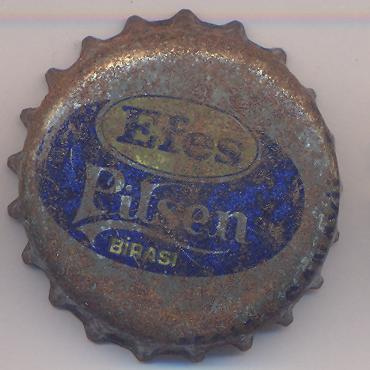 Efes
Pilsen
BiRASI